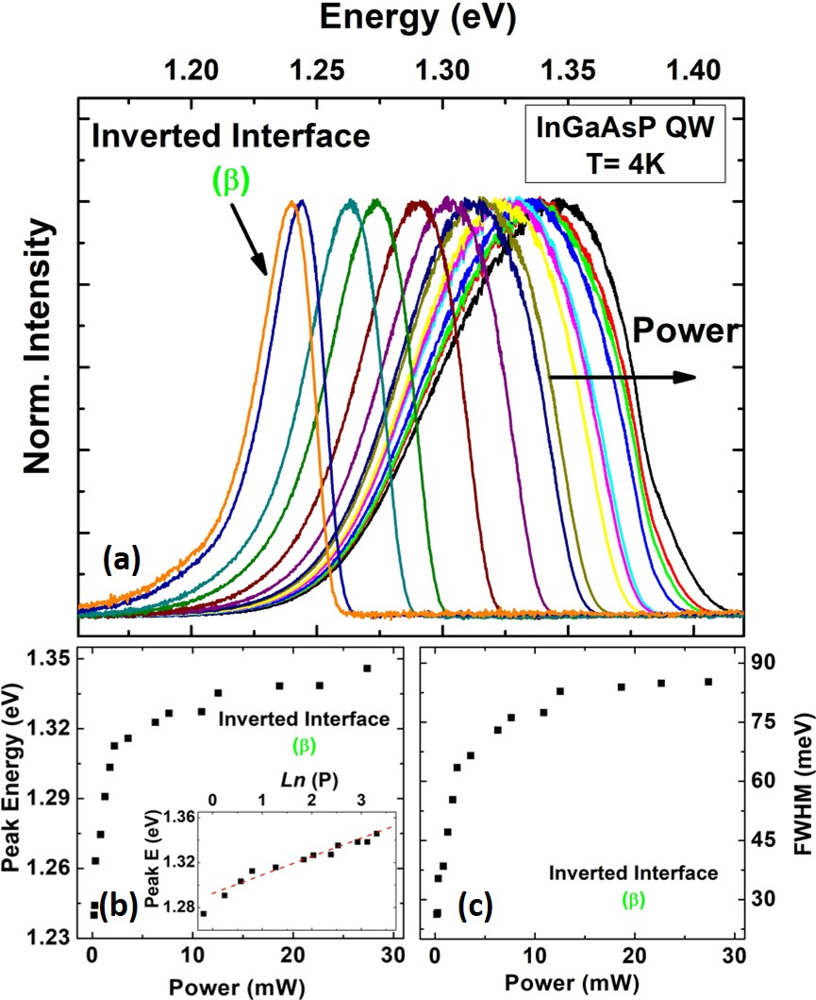 Energy (eV)
1.20 1.25 1.30 1.35 1.40
Inverted Interface
(β)
InGaAsP QW
T= 4K
Norm. Intensity
Power
(a)
1.35
1.32
1.29
1.26
1.23
Peak Energy (eV)
Inverted Interface
(β)
Ln (P)
0 1 2 3
1.36
1.32
1.28
Peak E (eV)
(b)
0 10 20 30
Power (mW)
90
75
60
45
30
FWHM (meV)
Inverted Interface
(β)
(c)
0 10 20 30
Power (mW)